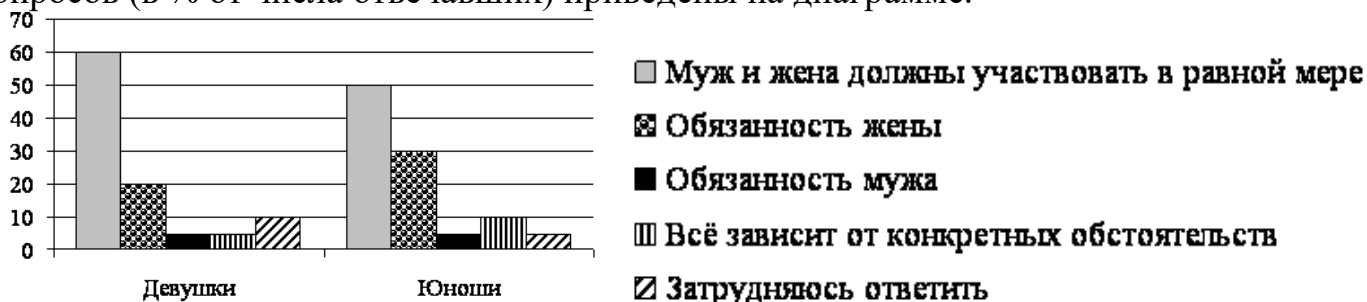 (в % от числа отвечавших) приведены на диаграмме.
70
60
50
40
30
20
10
0
Девушки
Юноши
Муж и жена должны участвовать в равной мере
Обязанность жены
Обязанность мужа
Всё зависит от конкретных обстоятельств
Затрудняюсь ответить